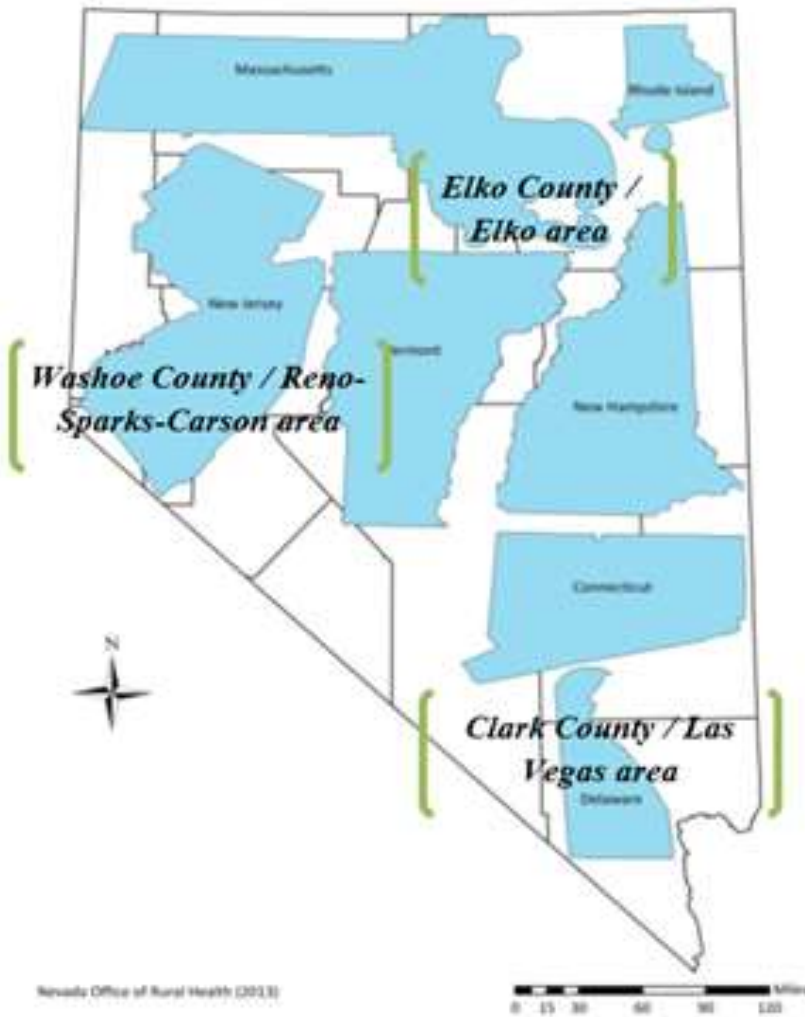 Massachusetts
Rhode Island
Elko County /
Elko area
New Jersey
Vermont
Washoe County / Reno-
Sparks-Carson area
New Hampshire
Connecticut
N
Clark County / Las
Vegas area
Delaware
Nevada Office of Rural Health (2013)
Miles
0 15 30 60 90 120